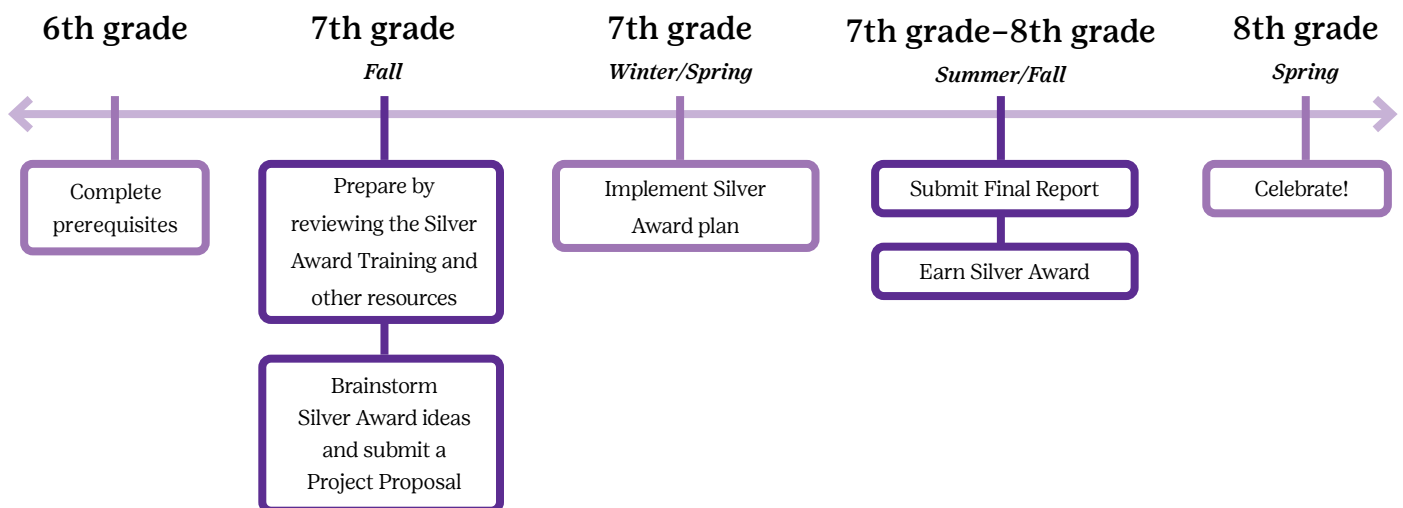 6th grade
7th grade
Fall
7th grade
Winter/Spring
7th grade–8th grade
Summer/Fall
8th grade
Spring
Complete
prerequisites
Prepare by
reviewing the Silver
Award Training and
other resources
Brainstorm
Silver Award ideas
and submit a
Project Proposal
Implement Silver
Award plan
Submit Final Report
Earn Silver Award
Celebrate!